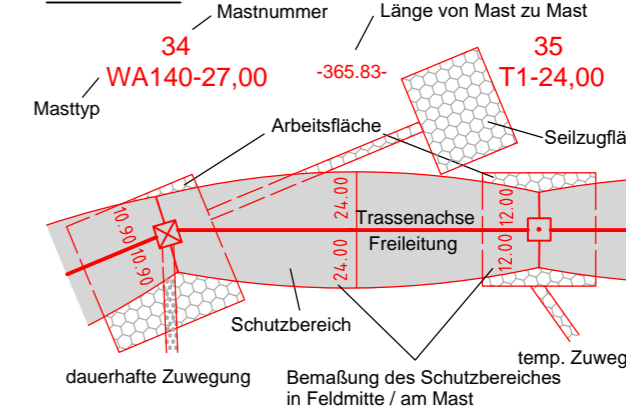 Mastnummer
Länge von Mast zu Mast
34
-365.83-
35
WA140-27,00
T1-24,00
Masttyp
Arbeitsfläche
Seilzugflä
10.90
10.90
24.00
24.00
Trassenachse
Freileitung
12.00
12.00
Schutzbereich
temp. Zuweg
dauerhafte Zuwegung
Bemaßung des Schutzbereiches
in Feldmitte / am Mast